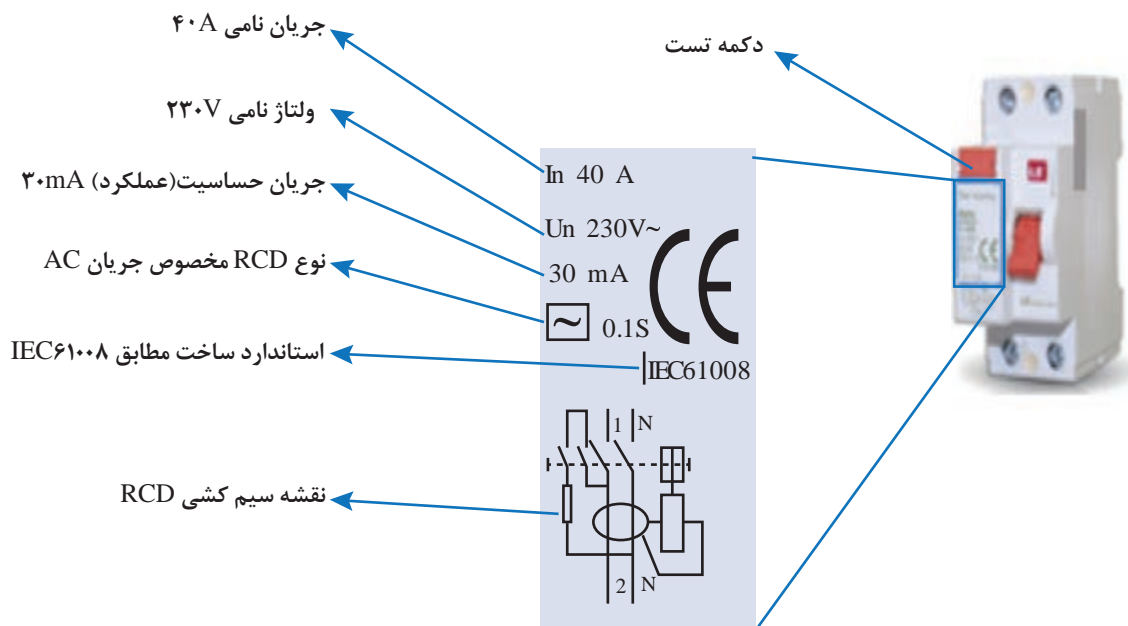 جریان نامی ۴۰A
ولتاژ نامی ۲۳۰V
جریان حساسیت(عملکرد) ۳۰mA
نوع RCD مخصوص جریان AC
استاندارد ساخت مطابق IEC۶۱۰۰۸
نقشه سیم کشی RCD
دکمه تست
In 40 A
Un 230V~
30 mA
CE
~ 0.1S
IEC61008
1 N
2 N